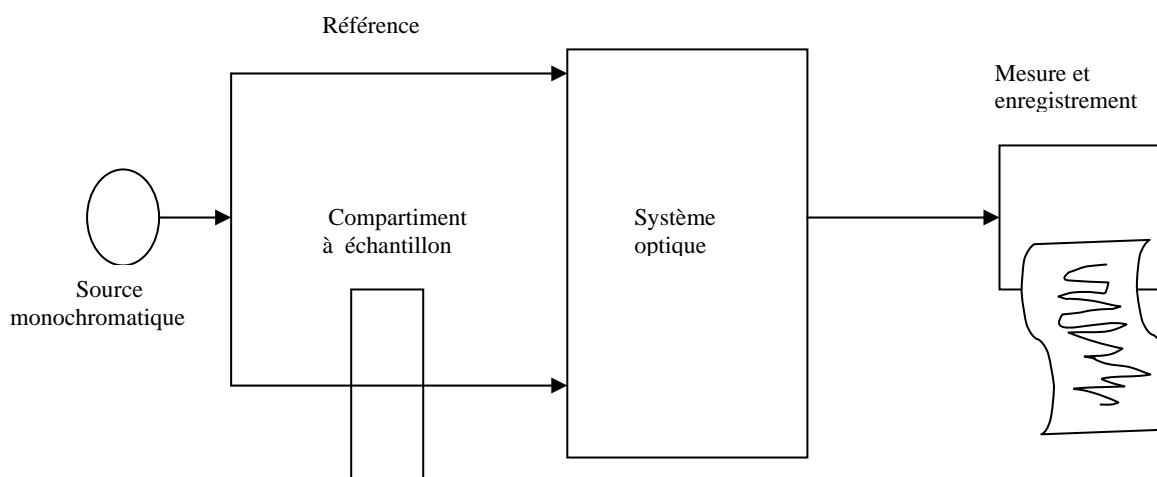 Référence
Mesure et
enregistrement
Compartiment
à échantillon
Système
optique
Source
monochromatique